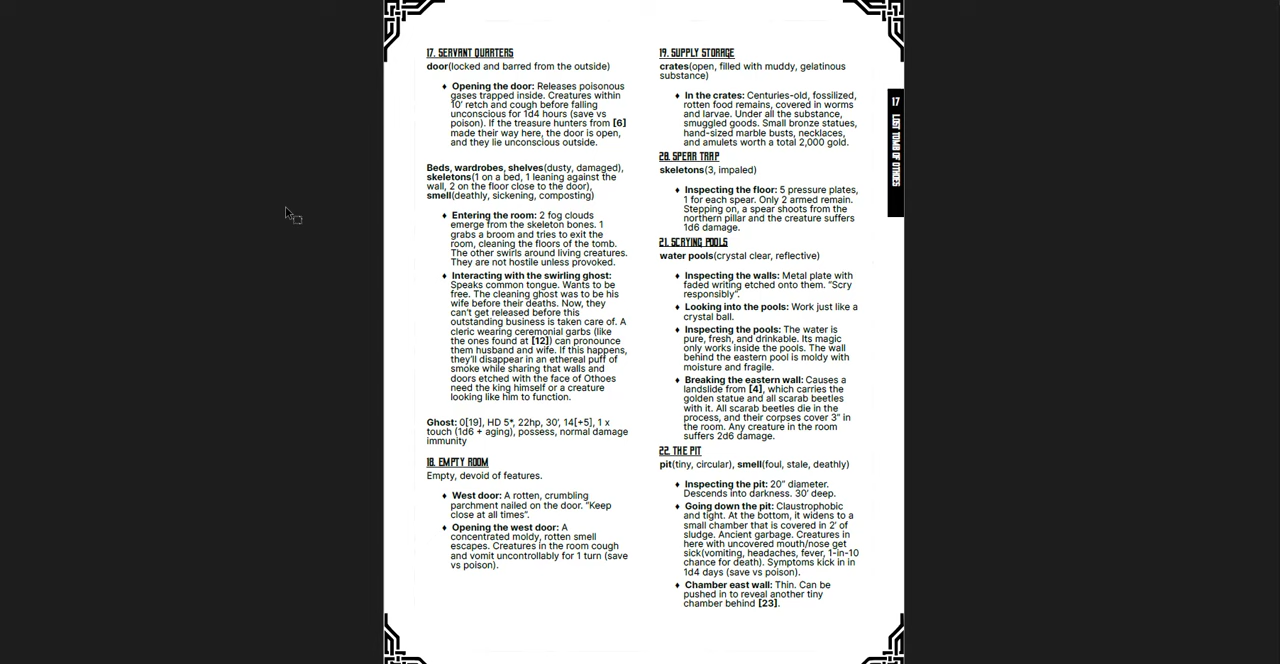 17. SERVANT QUARTERS
door(locked and barred from the outside)
♦ Opening the door: Releases poisonous
gases trapped inside. Creatures within
10' retch and cough before falling
unconscious for 1d4 hours (save vs
poison). If the treasure hunters from [6]
made their way here, the door is open,
and they lie unconscious outside.
Beds, wardrobes, shelves(dusty, damaged),
skeletons(1 on a bed, 1 leaning against the
wall, 2 on the floor close to the door),
smell(deathly, sickening, composting)
♦ Entering the room: 2 fog clouds
emerge from the skeleton bones. 1
grabs a broom and tries to exit the
room, cleaning the floors of the tomb.
The other swirls around living creatures.
They are not hostile unless provoked.
♦ Interacting with the swirling ghost:
Speaks common tongue. Wants to be
free. The cleaning ghost was to be his
wife before their deaths. Now, they
can't get released before this
outstanding business is taken care of. A
cleric wearing ceremonial garbs (like
the ones found at [12]) can pronounce
them husband and wife. If this happens,
they'll disappear in an ethereal puff of
smoke while sharing that walls and
doors etched with the face of Othoes
need the king himself or a creature
looking like him to function.
Ghost: 0[19], HD 5*, 22hp, 30', 14[+5], 1 x
touch (1d6 + aging), possess, normal damage
immunity
18. EMPTY ROOM
Empty, devoid of features.
♦ West door: A rotten, crumbling
parchment nailed on the door. "Keep
close at all times".
♦ Opening the west door: A
concentrated moldy, rotten smell
escapes. Creatures in the room cough
and vomit uncontrollably for 1 turn (save
vs poison).
19. SUPPLY STORAGE
crates(open, filled with muddy, gelatinous
substance)
♦ In the crates: Centuries-old, fossilized,
rotten food remains, covered in worms
and larvae. Under all the substance,
smuggled goods. Small bronze statues,
hand-sized marble busts, necklaces,
and amulets worth a total 2,000 gold.
20. SPEAR TRAP
skeletons(3, impaled)
♦ Inspecting the floor: 5 pressure plates,
1 for each spear. Only 2 armed remain.
Stepping on, a spear shoots from the
northern pillar and the creature suffers
1d6 damage.
21. SCRYING POOLS
water pools(crystal clear, reflective)
♦ Inspecting the walls: Metal plate with
faded writing etched onto them. "Scry
responsibly".
♦ Looking into the pools: Work just like a
crystal ball.
♦ Inspecting the pools: The water is
pure, fresh, and drinkable. Its magic
only works inside the pools. The wall
behind the eastern pool is moldy with
moisture and fragile.
♦ Breaking the eastern wall: Causes a
landslide from [4], which carries the
golden statue and all scarab beetles
with it. All scarab beetles die in the
process, and their corpses cover 3" in
the room. Any creature in the room
suffers 2d6 damage.
22. THE PIT
pit(tiny, circular), smell(foul, stale, deathly)
♦ Inspecting the pit: 20" diameter.
Descends into darkness. 30' deep.
♦ Going down the pit: Claustrophobic
and tight. At the bottom, it widens to a
small chamber that is covered in 2' of
sludge. Ancient garbage. Creatures in
here with uncovered mouth/nose get
sick(vomiting, headaches, fever, 1-in-10
chance for death). Symptoms kick in in
1d4 days (save vs poison).
♦ Chamber east wall: Thin. Can be
pushed in to reveal another tiny
chamber behind [23].
17
LAST TOMB OF OTHOES